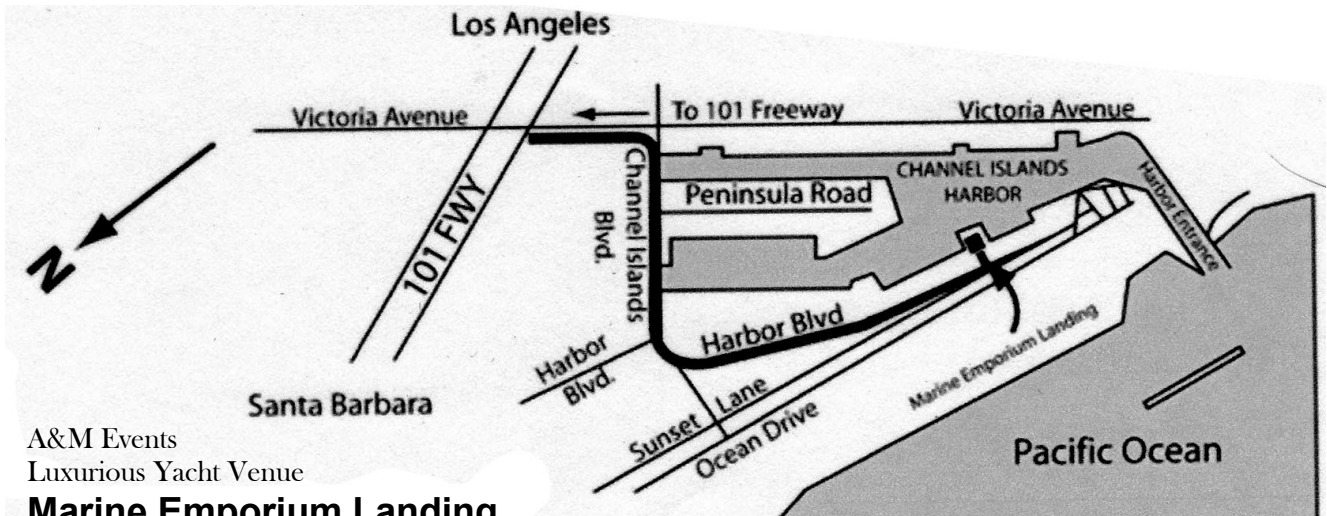 Los Angeles
Victoria Avenue
To 101 Freeway
Victoria Avenue
Channel Islands
Blvd.
Peninsula Road
CHANNEL ISLANDS
HARBOR
Harbor Entrance
N
101 FWY
Harbor Blvd
Harbor
Blvd.
Marine Emporium Landing
Santa Barbara
Sunset Lane
Ocean Drive
Pacific Ocean
A&M Events
Luxurious Yacht Venue
Marine Emporium Landing